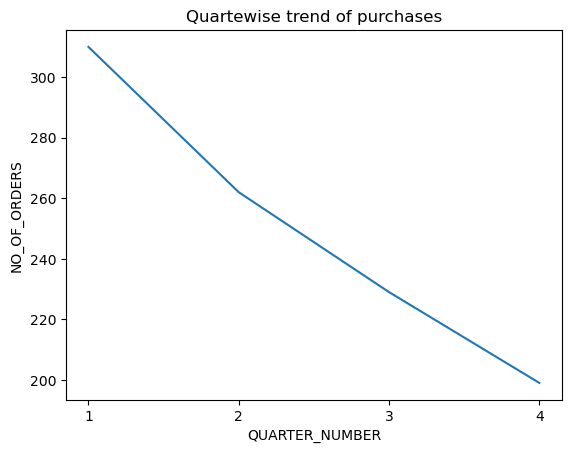 Quartewise trend of purchases
300
280
260
240
220
200
NO_OF_ORDERS
1 2 3 4
QUARTER_NUMBER